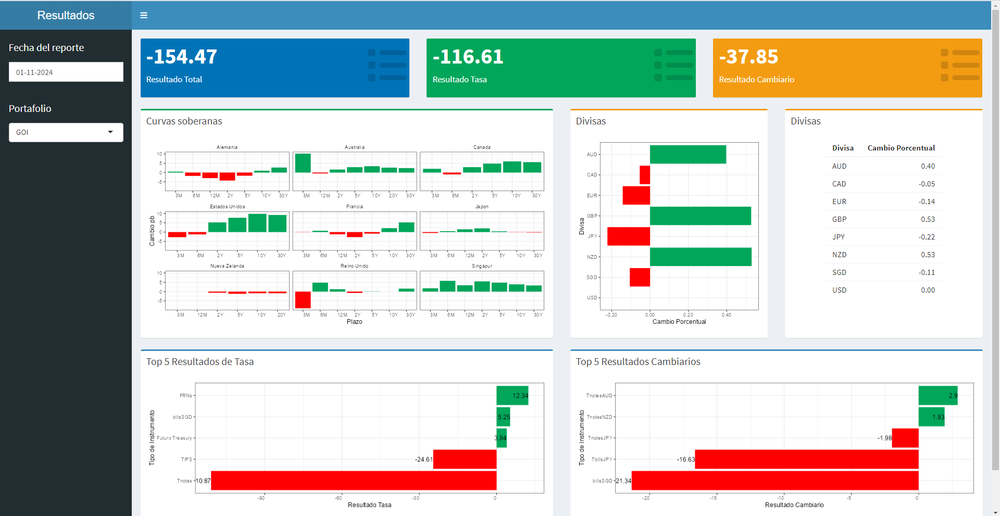 Resultados
Fecha del reporte
01-11-2024
Portafolio
GOI
-154.47
Resultado Total
-116.61
Resultado Tasa
-37.85
Resultado Cambiario
Curvas soberanas
Alemania
Australia
Canada
10
5
0
-5
3M 6M 12M 2Y 5Y 10Y 30Y
3M 12M 2Y 5Y 10Y 20Y 30Y
3M 6M 2Y 5Y 10Y 30Y
Estados Unidos
Francia
Japon
10
5
0
-5
3M 6M 2Y 5Y 10Y 30Y
3M 6M 12M 2Y 5Y 10Y 30Y
3M 6M 12M 2Y 5Y 10Y 30Y
Nueva Zelanda
Reino Unido
Singapur
10
5
0
-5
3M 12M 2Y 5Y 10Y 20Y
3M 6M 12M 2Y 5Y 10Y 30Y
3M 6M 12M 2Y 5Y 10Y 30Y
Cambio pb
Plazo
Divisas
Divisa
AUD
CAD
EUR
GBP
JPY
NZD
SGD
USD
-0.20 0.00 0.20 0.40
Cambio Porcentual
Divisas
Divisa Cambio Porcentual
AUD 0.40
CAD -0.05
EUR -0.14
GBP 0.53
JPY -0.22
NZD 0.53
SGD -0.11
USD 0.00
Top 5 Resultados de Tasa
Tipo de Instrumento
FRNs 12.34
billsSGD 5.25
Futuro Treasury 3.94
TIPS -24.61
Tnotes 10.87
-90 -60 -30 0
Resultado Tasa
Top 5 Resultados Cambiarios
Tipo de Instrumento
TnotesAUD 2.9
TnotesNZD 1.93
TnotesJPY -1.98
TbillsJPY -16.63
billsSGD 21.34
-20 -15 -10 -5 0
Resultado Cambiario